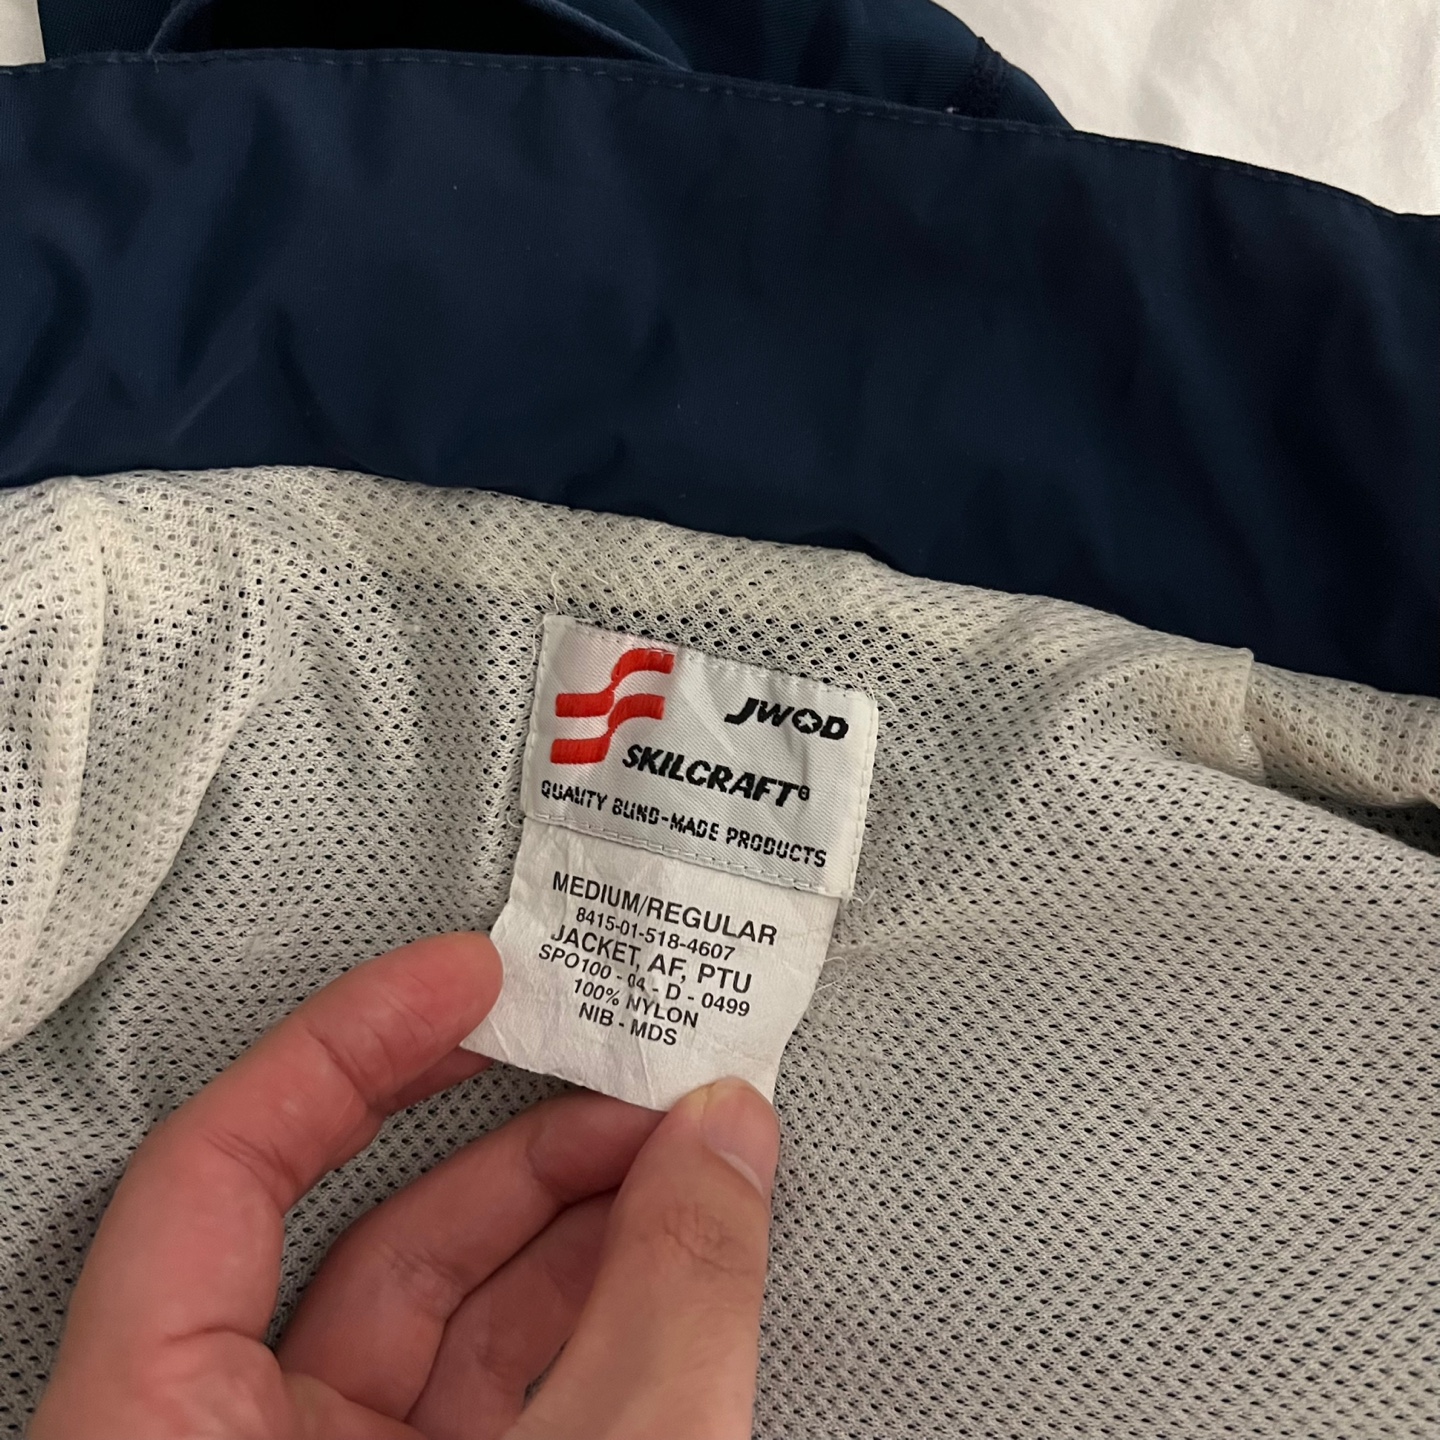 JWOD
SKILCRAFT®
QUALITY BLIND-MADE PRODUCTS
MEDIUM/REGULAR
8415-01-518-4607
JACKET, AF, PTU
SPO100 - 04 - D - 0499
100% NYLON
NIB - MDS